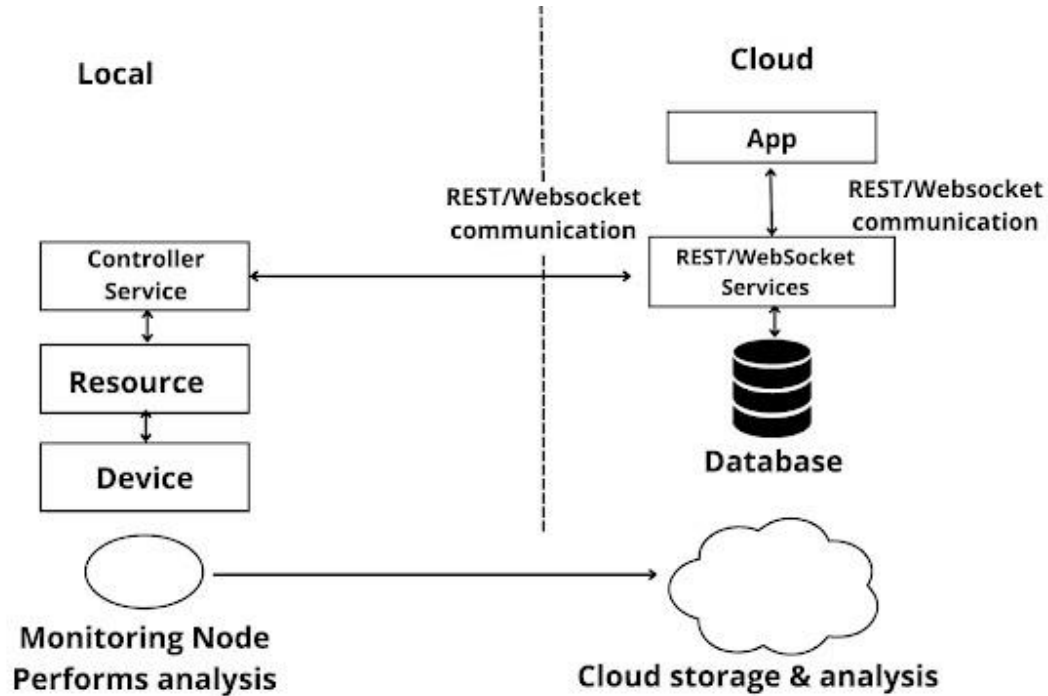 Local
Cloud
App
REST/Websocket
communication
REST/Websocket
communication
Controller
Service
REST/WebSocket
Services
Resource
Device
Database
Monitoring Node
Performs analysis
Cloud storage & analysis